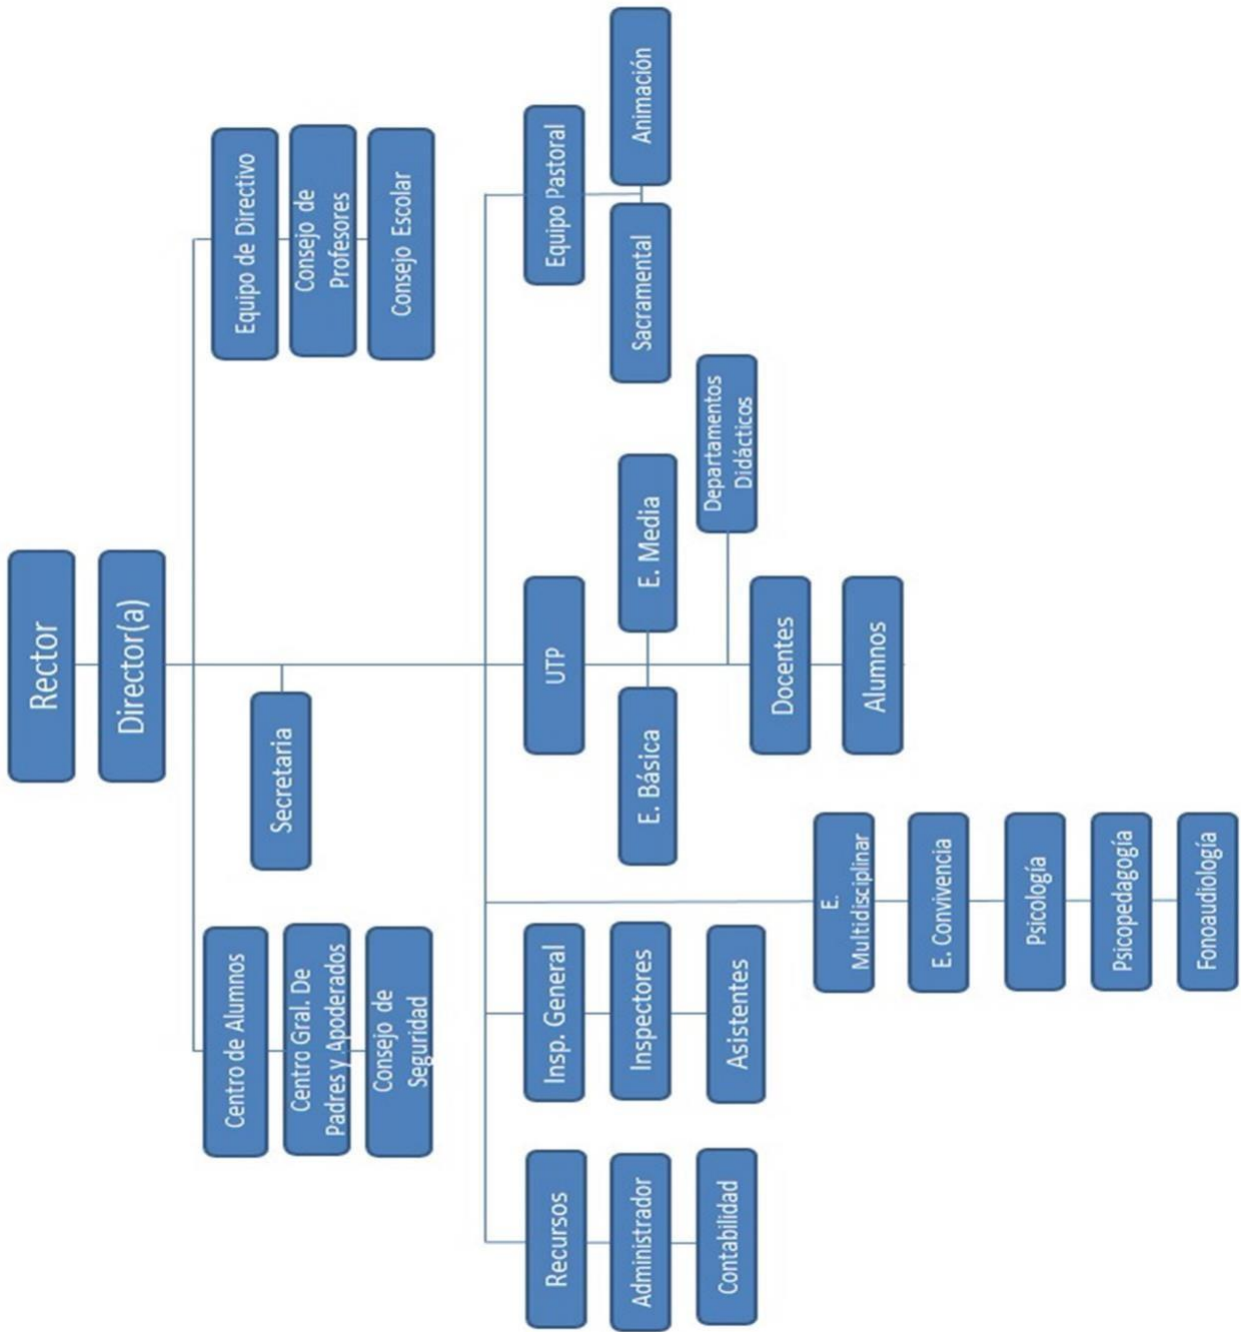 Rector
Director(a)
Centro de Alumnos
Centro Gral. De
Padres y Apoderados
Consejo de
Seguridad
Secretaria
Equipo de Directivo
Consejo de
Profesores
Consejo Escolar
Recursos
Administrador
Contabilidad
Insp. General
Inspectores
Asistentes
E.
Multidisciplinar
E. Convivencia
Psicología
Psicopedagogía
Fonoaudiología
UTP
E. Básica
E. Media
Departamentos
Didácticos
Docentes
Alumnos
Equipo Pastoral
Sacramental
Animación